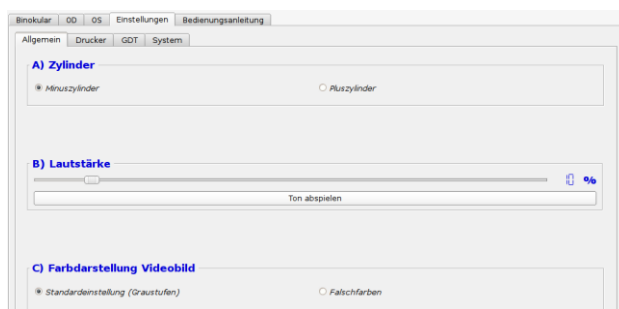 Binokular OD OS Einstellungen Bedienungsanleitung
Allgemein Drucker GDT System
A) Zylinder
Minuszylinder Pluszylinder
B) Lautstärke
%
Ton abspielen
C) Farbdarstellung Videobild
Standardeinstellung (Graustufen) Falschfarben